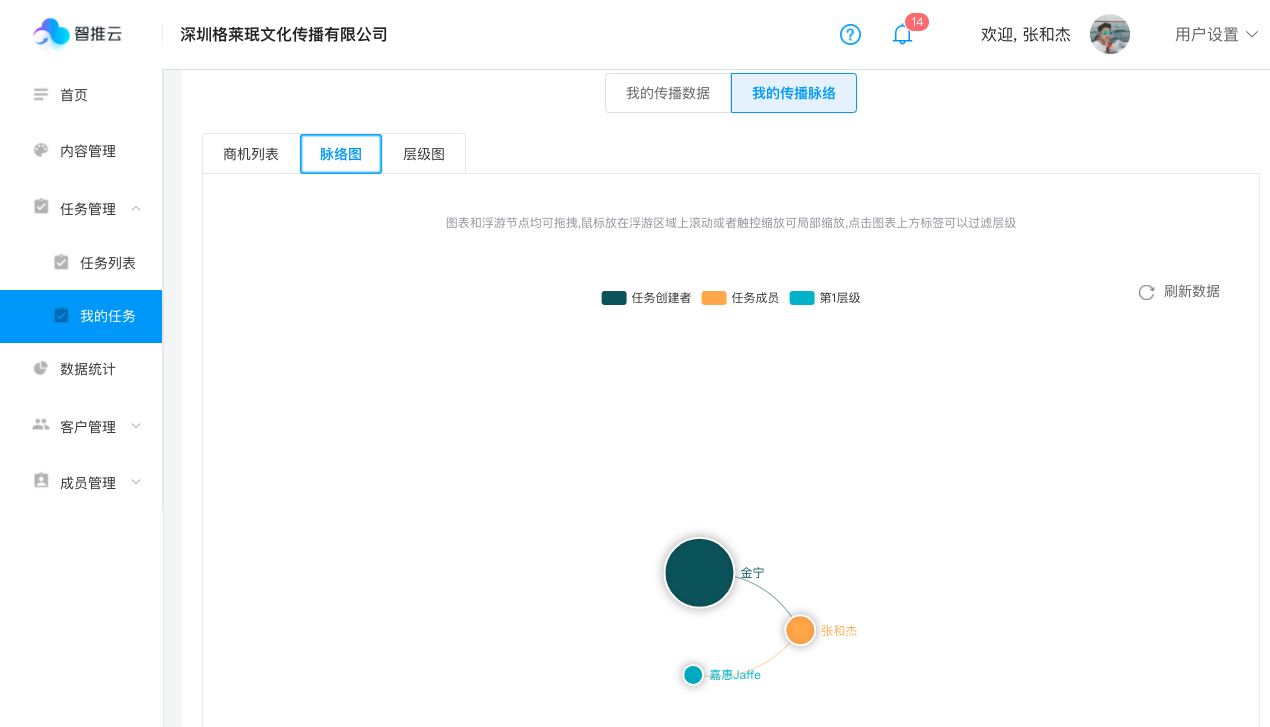 智推云
深圳格莱珉文化传播有限公司
14
欢迎, 张和杰
用户设置
首页
内容管理
任务管理
任务列表
我的任务
数据统计
客户管理
成员管理
我的传播数据
我的传播脉络
商机列表
脉络图
层级图
图表和浮游节点均可拖拽,鼠标放在浮游区域上滚动或者触控缩放可局部缩放,点击图表上方标签可以过滤层级
任务创建者
任务成员
第1层级
刷新数据
金宁
张和杰
嘉惠Jaffe